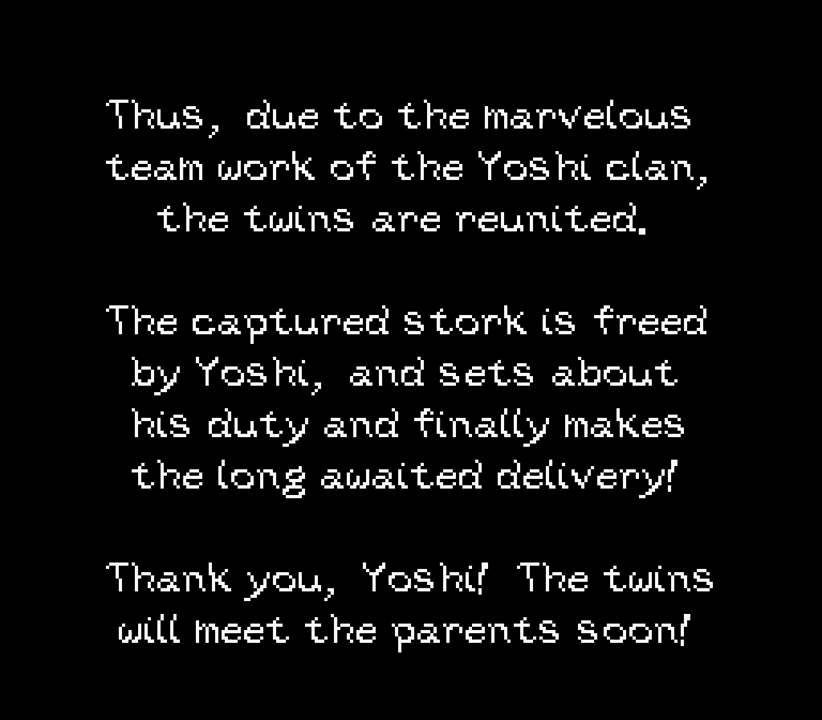 Thus, due to the marvelous
team work of the Yoshi clan,
the twins are reunited.
The captured stork is freed
by Yoshi, and sets about
his duty and finally makes
the long awaited delivery!
Thank you, Yoshi! The twins
will meet the parents soon!